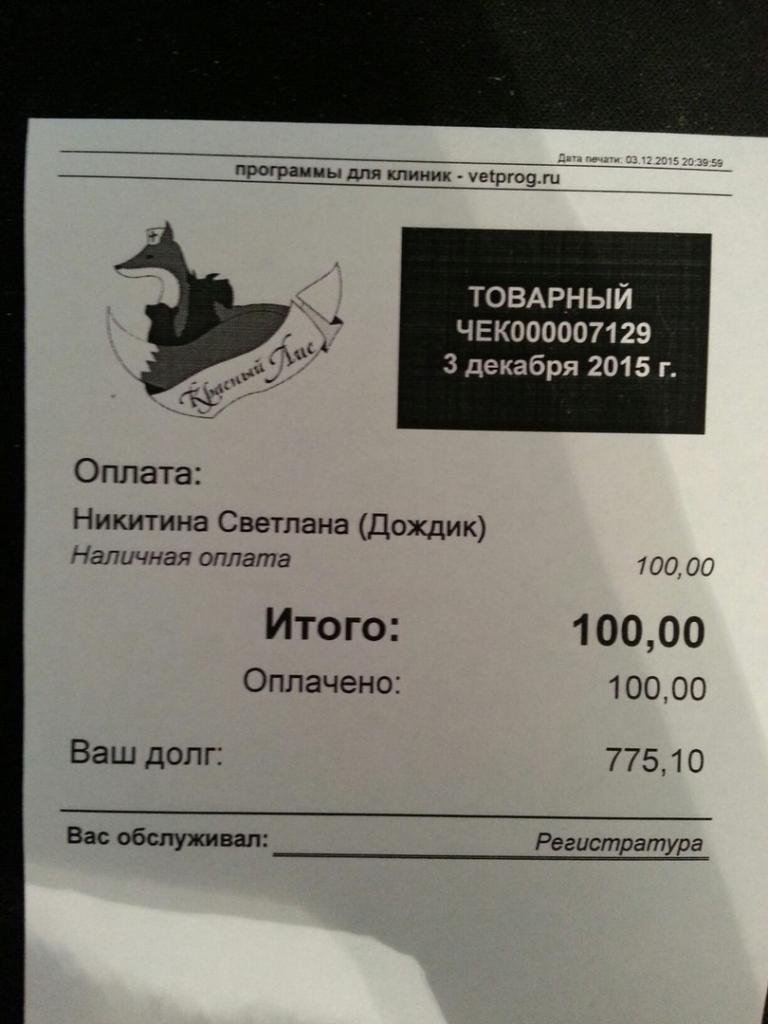 Дата печати: 03.12.2015 20:39:59
программы для клиник - vetprog.ru
Красный Лис
ТОВАРНЫЙ
ЧЕК000007129
3 декабря 2015 г.
Оплата:
Никитина Светлана (Дождик)
Наличная оплата 100,00
Итого: 100,00
Оплачено: 100,00
Ваш долг: 775,10
Вас обслуживал: Регистратура